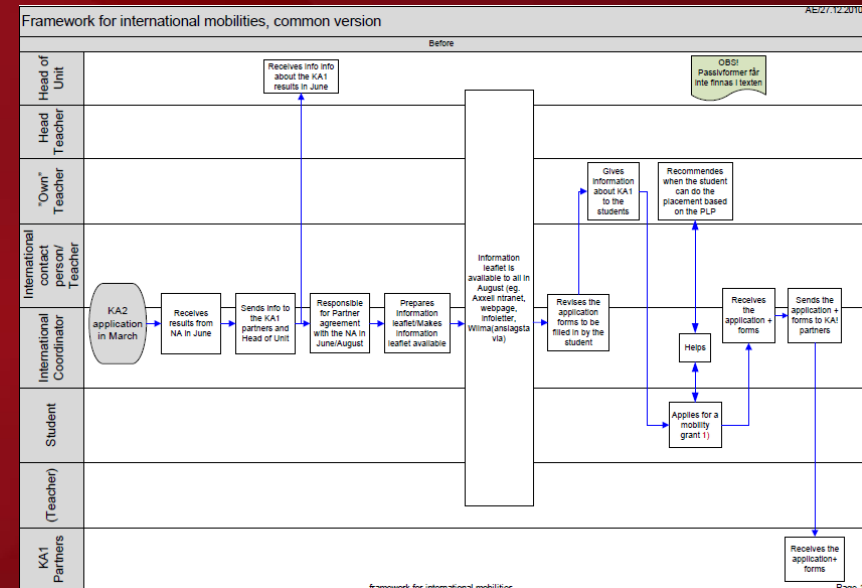 AE/27.12.2010
Framework for international mobilities, common version
Before
Head of
Unit
Receives info info
about the KA1
results in June
OBS!
Passivformer får
inte finnas i texten
Head
Teacher
"Own"
Teacher
Gives
information
about KA1
to the
students
Recommendes
when the student
can do the
placement based
on the PLP
International
contact
person/
Teacher
International
Coordinator
KA2
application
in March
Receives
results from
NA in June
Sends info to
the KA1
partners and
Head of Unit
Responsible
for Partner
agreement
with the NA in
June/August
Prepares
information
leaflet/Makes
information
leaflet available
Information
leaflet is
available to all in
August (eg.
Axxell ntranet,
webpage,
infoletter,
Wilma(anslagsta
via)
Revises the
application
forms to be
filled in by the
student
Helps
Receives
the
application +
forms
Sends the
application +
forms to KA!
partners
Student
Applies for a
mobility
grant 1)
(Teacher)
KA1
Partners
Receives the
application+
forms
framework for international mobilities
Page